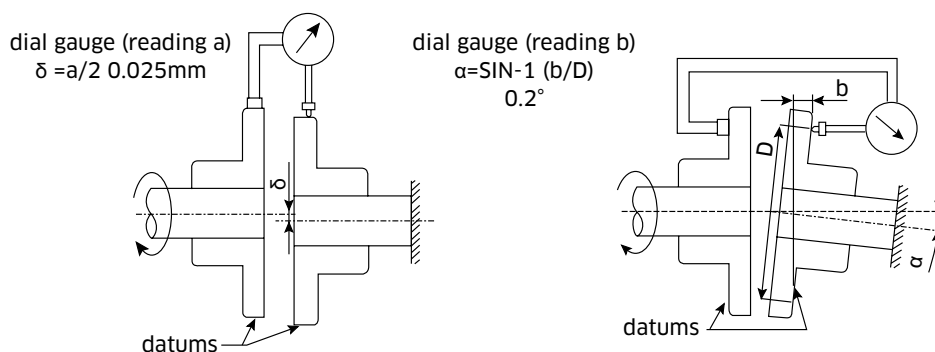 dial gauge (reading a)
δ =a/2 0.025mm
δ
datums
dial gauge (reading b)
α=SIN-1 (b/D)
0.2°
b
D
α
datums